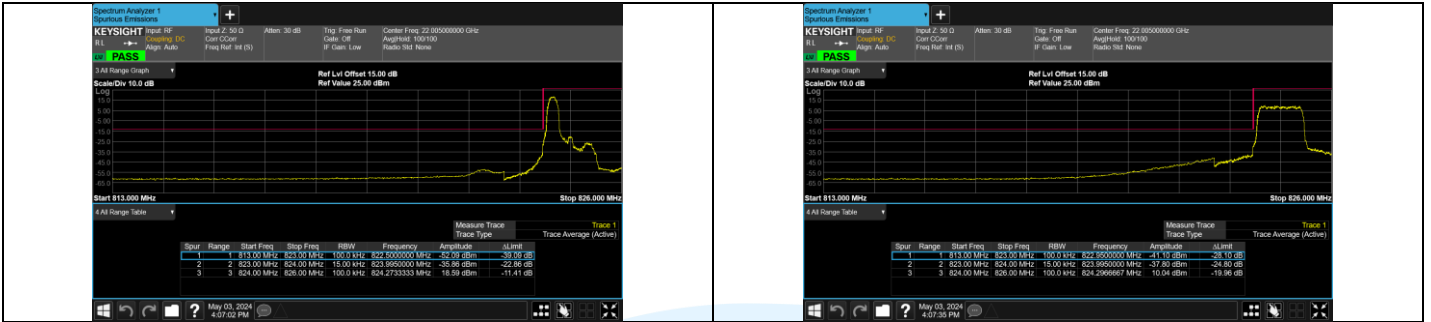 Spectrum Analyzer 1
Spurious Emissions
+
KEYSIGHT Input: RF Input Z: 50 Ω Atten: 30 dB Trig: Free Run Center Freq: 22.005000000 GHz
RL Coupling: DC Corr CCorr Gate: Off Avg|Hold: 100/100
Align: Auto Freq Ref: Int (S) IF Gain: Low Radio Std: None
PASS
3 All Range Graph
Ref Lvl Offset 15.00 dB
Scale/Div 10.0 dB Ref Value 25.00 dBm
Log
15.0
5.00
-5.00
-15.0
-25.0
-35.0
-45.0
-55.0
-65.0
Start 813.000 MHz Stop 826.000 MHz
4 All Range Table
Measure Trace Trace 1
Trace Type Trace Average (Active)
Spur Range Start Freq Stop Freq RBW Frequency Amplitude ΔLimit
1 1 813.00 MHz 823.00 MHz 100.0 kHz 822.5000000 MHz -52.09 dBm -39.09 dB
2 2 823.00 MHz 824.00 MHz 15.00 kHz 823.9950000 MHz -35.86 dBm -22.86 dB
3 3 824.00 MHz 826.00 MHz 100.0 kHz 824.2733333 MHz 18.59 dBm -11.41 dB
? May 03, 2024
4:07:02 PM
Spectrum Analyzer 1
Spurious Emissions
+
KEYSIGHT Input: RF Input Z: 50 Ω Atten: 30 dB Trig: Free Run Center Freq: 22.005000000 GHz
RL Coupling: DC Corr CCorr Gate: Off Avg|Hold: 100/100
Align: Auto Freq Ref: Int (S) IF Gain: Low Radio Std: None
PASS
3 All Range Graph
Ref Lvl Offset 15.00 dB
Scale/Div 10.0 dB Ref Value 25.00 dBm
Log
15.0
5.00
-5.00
-15.0
-25.0
-35.0
-45.0
-55.0
-65.0
Start 813.000 MHz Stop 826.000 MHz
4 All Range Table
Measure Trace Trace 1
Trace Type Trace Average (Active)
Spur Range Start Freq Stop Freq RBW Frequency Amplitude ΔLimit
1 1 813.00 MHz 823.00 MHz 100.0 kHz 822.9500000 MHz -41.10 dBm -28.10 dB
2 2 823.00 MHz 824.00 MHz 15.00 kHz 823.9950000 MHz -37.80 dBm -24.80 dB
3 3 824.00 MHz 826.00 MHz 100.0 kHz 824.2966667 MHz 10.04 dBm -19.96 dB
? May 03, 2024
4:07:35 PM